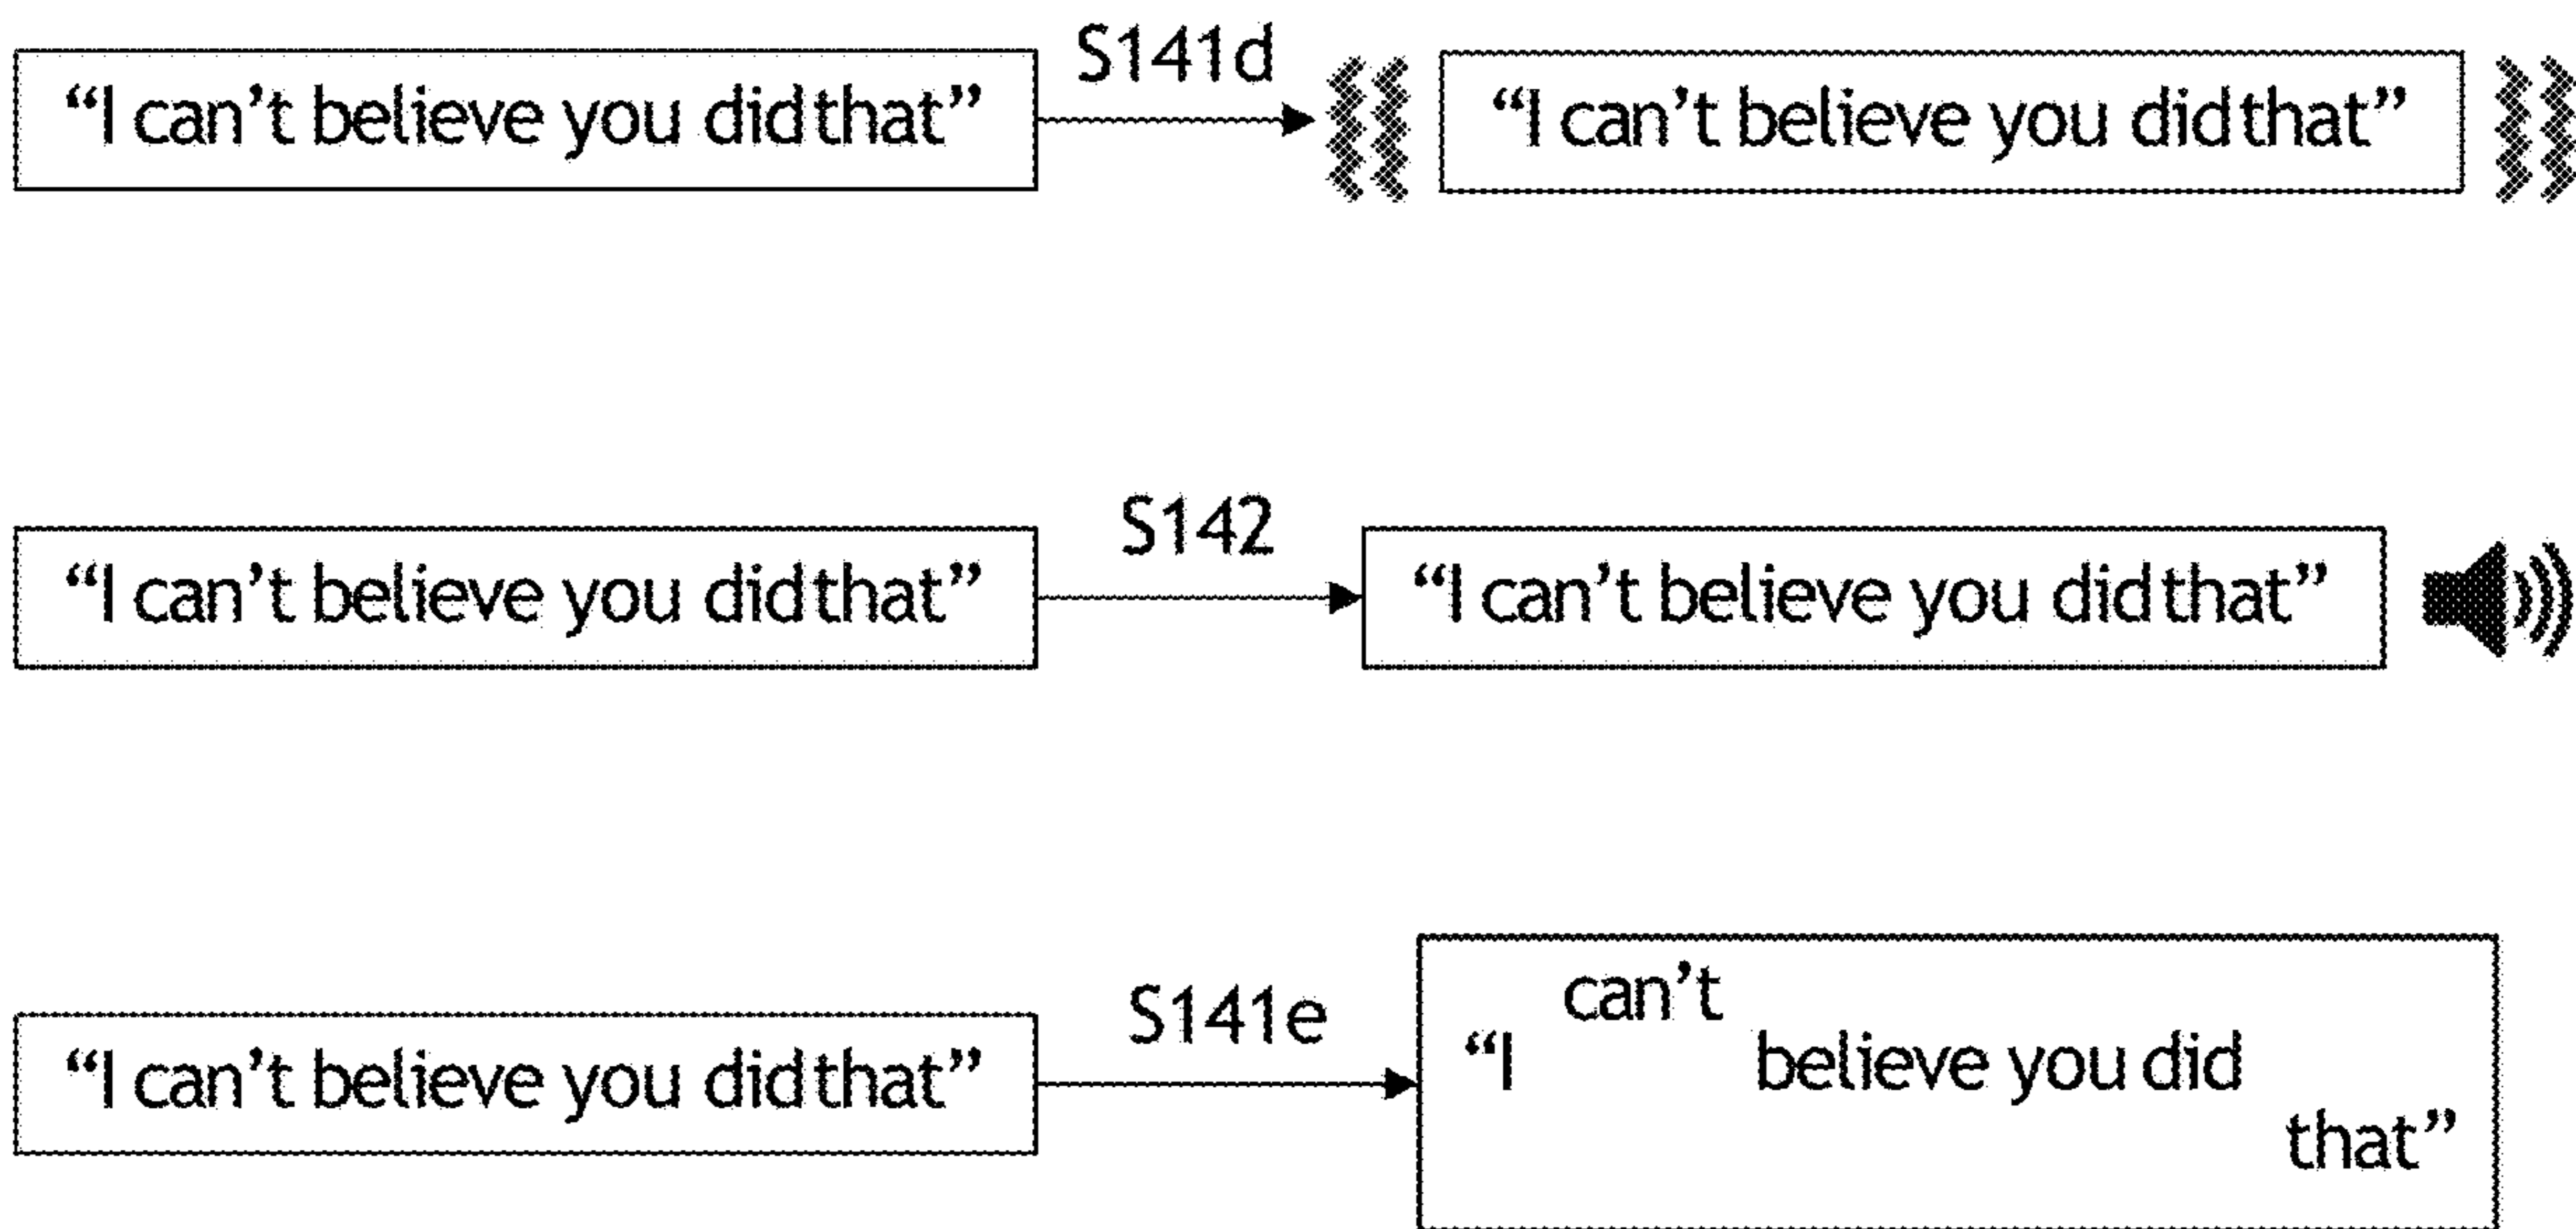 “I can’t believe you did that” S141d “I can’t believe you did that”
“I can’t believe you did that” S142 “I can’t believe you did that”
“I can’t believe you did that” S141e
can’t
“I believe you did
that”